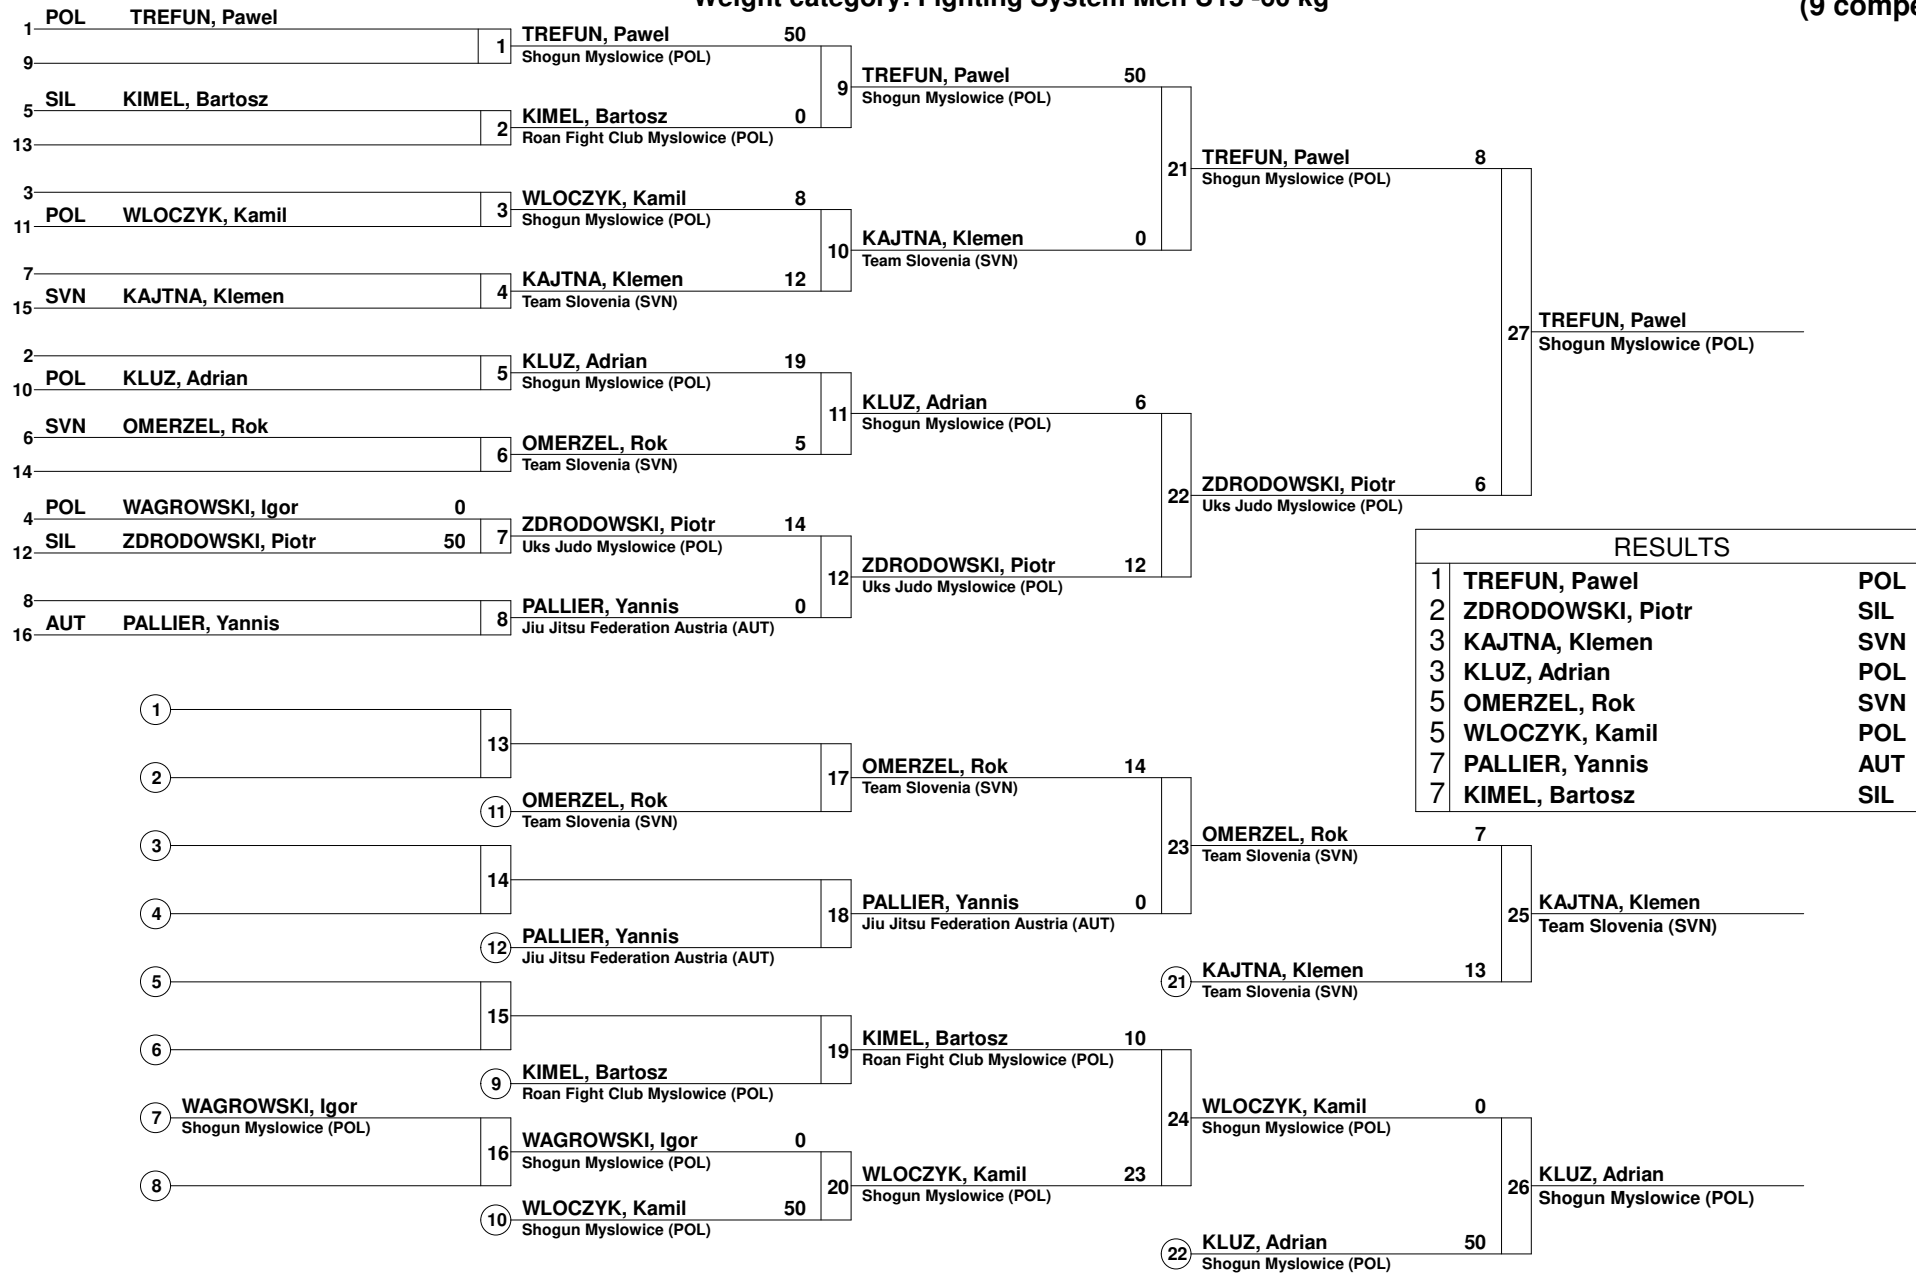 Weight category: Fighting System Men U15 -66 kg
(9 compe
1 POL TREFUN, Pawel
9
1 TREFUN, Pawel 50
Shogun Myslowice (POL)
5 SIL KIMEL, Bartosz
13
2 KIMEL, Bartosz 0
Roan Fight Club Myslowice (POL)
9 TREFUN, Pawel 50
Shogun Myslowice (POL)
3
11 POL WLOCZYK, Kamil
3 WLOCZYK, Kamil 8
Shogun Myslowice (POL)
7
15 SVN KAJTNA, Klemen
4 KAJTNA, Klemen 12
Team Slovenia (SVN)
10 KAJTNA, Klemen 0
Team Slovenia (SVN)
21 TREFUN, Pawel 8
Shogun Myslowice (POL)
2
10 POL KLUZ, Adrian
5 KLUZ, Adrian 19
Shogun Myslowice (POL)
6 SVN OMERZEL, Rok
14
6 OMERZEL, Rok 5
Team Slovenia (SVN)
11 KLUZ, Adrian 6
Shogun Myslowice (POL)
4 POL WAGROWSKI, Igor 0
12 SIL ZDRODOWSKI, Piotr 50
7 ZDRODOWSKI, Piotr 14
Uks Judo Myslowice (POL)
8
16 AUT PALLIER, Yannis
8 PALLIER, Yannis 0
Jiu Jitsu Federation Austria (AUT)
12 ZDRODOWSKI, Piotr 12
Uks Judo Myslowice (POL)
22 ZDRODOWSKI, Piotr 6
Uks Judo Myslowice (POL)
27 TREFUN, Pawel
Shogun Myslowice (POL)
RESULTS
1 TREFUN, Pawel POL
2 ZDRODOWSKI, Piotr SIL
3 KAJTNA, Klemen SVN
3 KLUZ, Adrian POL
5 OMERZEL, Rok SVN
5 WLOCZYK, Kamil POL
7 PALLIER, Yannis AUT
7 KIMEL, Bartosz SIL
1
2
13
11 OMERZEL, Rok
Team Slovenia (SVN)
17 OMERZEL, Rok 14
Team Slovenia (SVN)
3
4
14
12 PALLIER, Yannis
Jiu Jitsu Federation Austria (AUT)
18 PALLIER, Yannis 0
Jiu Jitsu Federation Austria (AUT)
23 OMERZEL, Rok 7
Team Slovenia (SVN)
21 KAJTNA, Klemen 13
Team Slovenia (SVN)
25 KAJTNA, Klemen
Team Slovenia (SVN)
5
6
15
9 KIMEL, Bartosz
Roan Fight Club Myslowice (POL)
19 KIMEL, Bartosz 10
Roan Fight Club Myslowice (POL)
7 WAGROWSKI, Igor
Shogun Myslowice (POL)
8
16 WAGROWSKI, Igor 0
Shogun Myslowice (POL)
10 WLOCZYK, Kamil 50
Shogun Myslowice (POL)
20 WLOCZYK, Kamil 23
Shogun Myslowice (POL)
24 WLOCZYK, Kamil 0
Shogun Myslowice (POL)
22 KLUZ, Adrian 50
Shogun Myslowice (POL)
26 KLUZ, Adrian
Shogun Myslowice (POL)